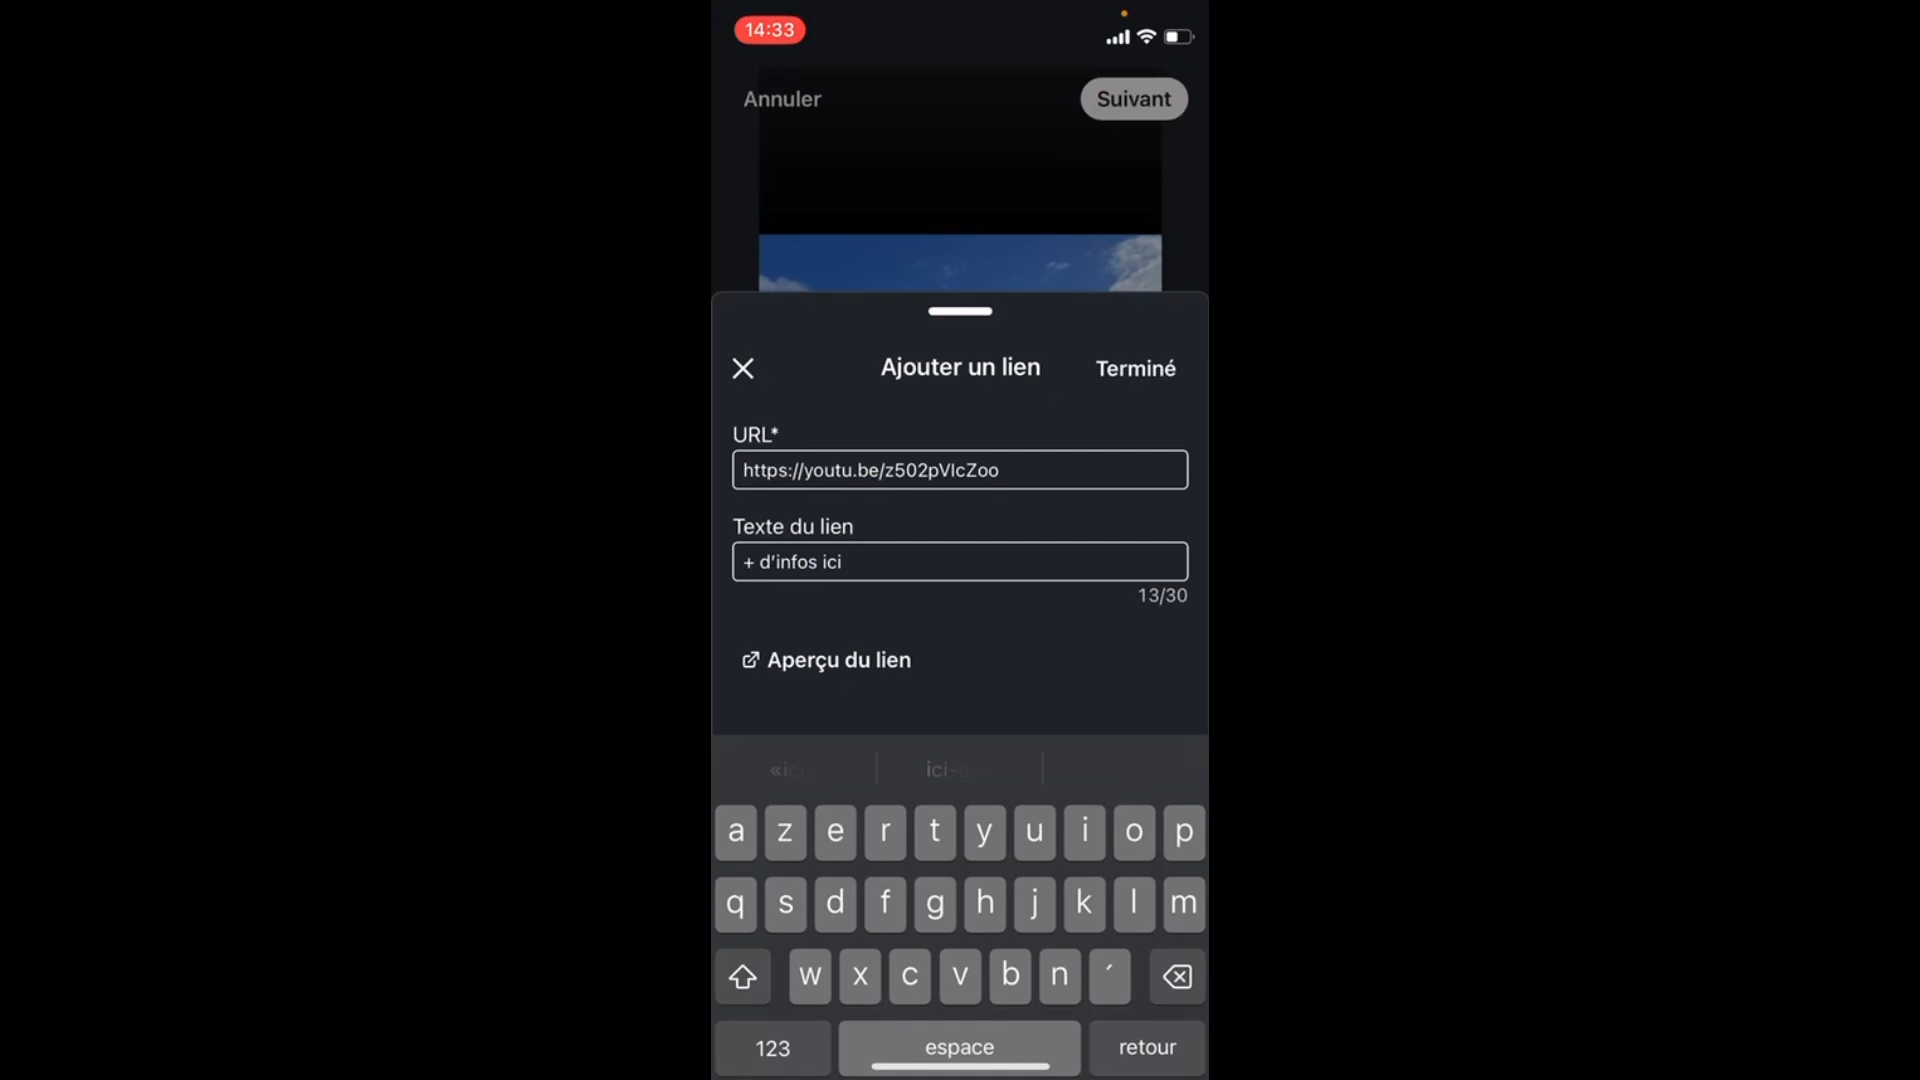 14:33
Annuler
Suivant
Ajouter un lien
Terminé
URL*
https://youtu.be/z502pVIcZoo
Texte du lien
+ d’infos ici
13/30
Aperçu du lien
a z e r t y u i o p
q s d f g h j k l m
w x c v b n ´
123 espace retour